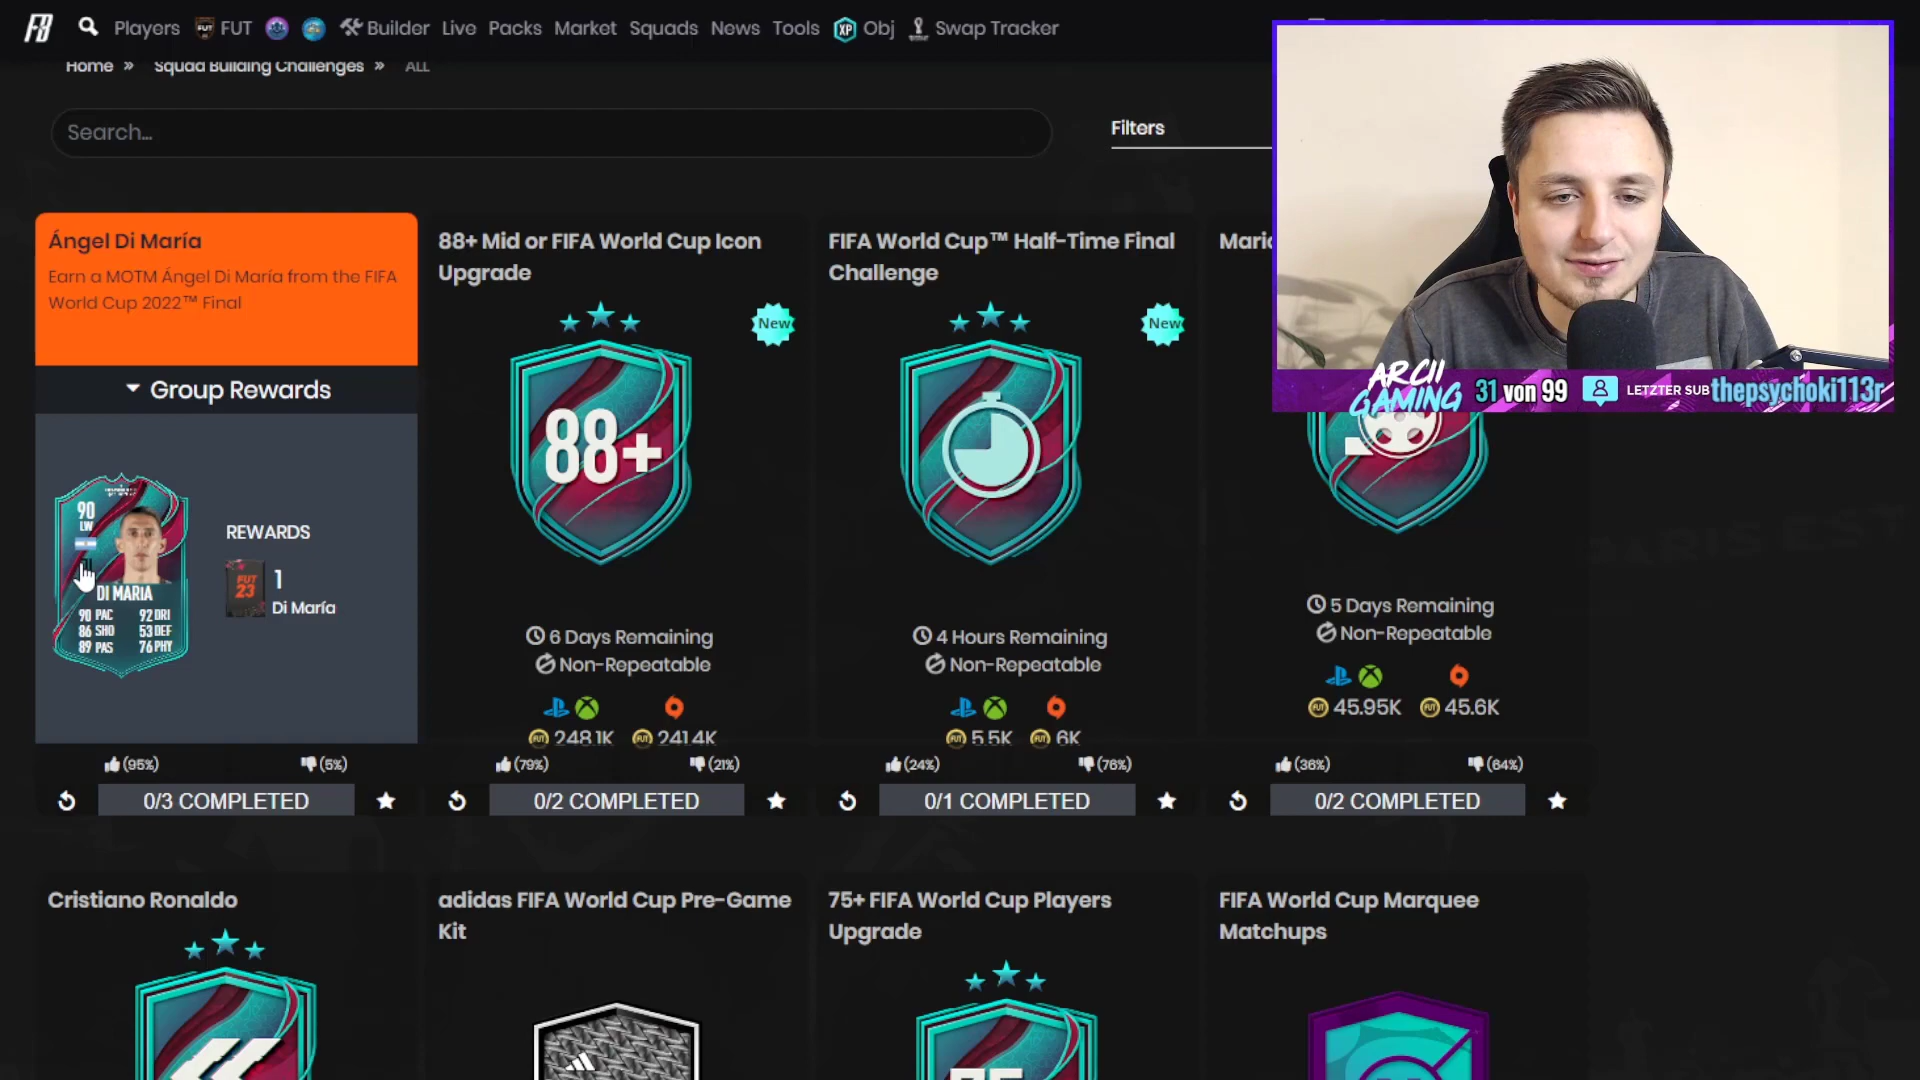 Players FUT Builder Live Packs Market Squads News Tools XP Obj Swap Tracker
Home » Squad Building Challenges » ALL
Search...
Filters
Ángel Di María
Earn a MOTM Ángel Di María from the FIFA
World Cup 2022™ Final
Group Rewards
90
LW
DI MARIA
90 PAC 92 DRI
86 SHO 53 DEF
89 PAS 76 PHY
REWARDS
FUT
23
1
Di María
(95%) (5%)
0/3 COMPLETED
88+ Mid or FIFA World Cup Icon
Upgrade
New
88+
6 Days Remaining
Non-Repeatable
248.1K 241.4K
(79%) (21%)
0/2 COMPLETED
FIFA World Cup™ Half-Time Final
Challenge
New
4 Hours Remaining
Non-Repeatable
5.5K 6K
(24%) (76%)
0/1 COMPLETED
5 Days Remaining
Non-Repeatable
45.95K 45.6K
(36%) (64%)
0/2 COMPLETED
ARCII
GAMING
31 von 99
LETZTER SUB thepsychoki113r
Cristiano Ronaldo
adidas FIFA World Cup Pre-Game
Kit
75+ FIFA World Cup Players
Upgrade
FIFA World Cup Marquee
Matchups